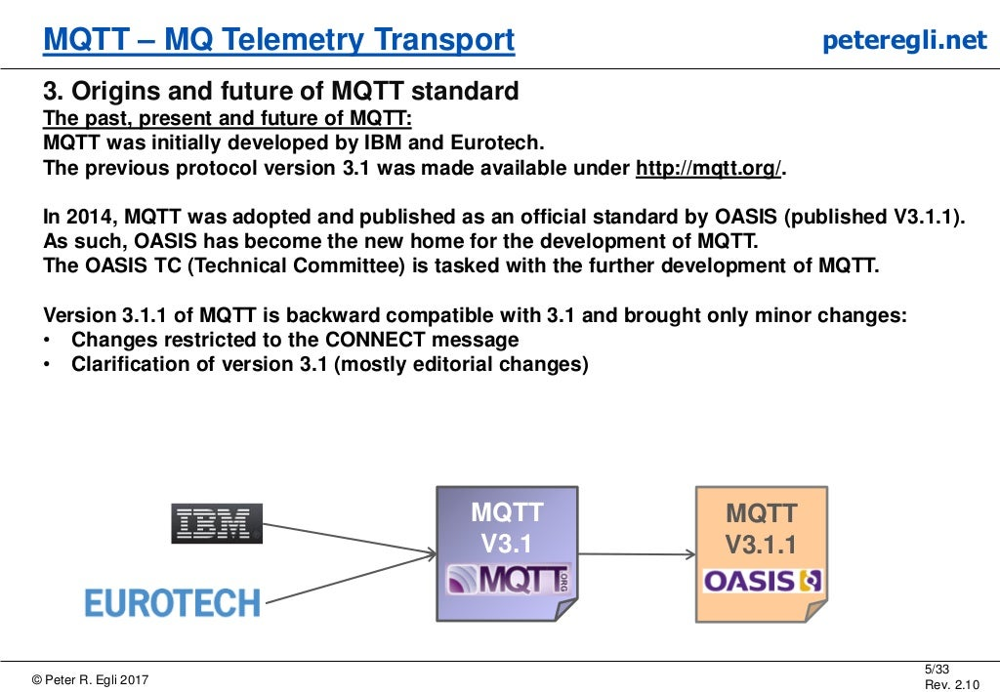 MQTT – MQ Telemetry Transport
peteregli.net
3. Origins and future of MQTT standard
The past, present and future of MQTT:
MQTT was initially developed by IBM and Eurotech.
The previous protocol version 3.1 was made available under http://mqtt.org/.
In 2014, MQTT was adopted and published as an official standard by OASIS (published V3.1.1).
As such, OASIS has become the new home for the development of MQTT.
The OASIS TC (Technical Committee) is tasked with the further development of MQTT.
Version 3.1.1 of MQTT is backward compatible with 3.1 and brought only minor changes:
• Changes restricted to the CONNECT message
• Clarification of version 3.1 (mostly editorial changes)
IBM
EUROTECH
MQTT
V3.1
MQTT.ORG
MQTT
V3.1.1
OASIS
© Peter R. Egli 2017
5/33
Rev. 2.10